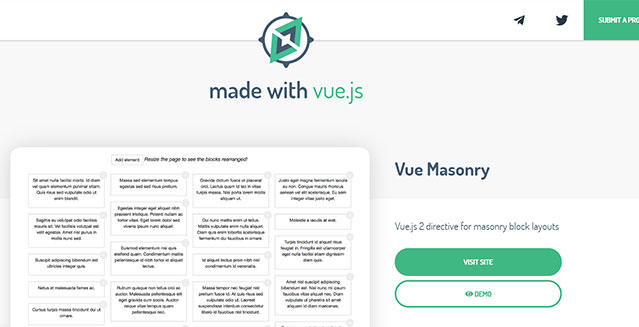 SUBMIT A PRO
made with vue.js
Add element Resize the page to see the blocks rearranged!
Sit amet nulla facilisi morbi. Id diam
vel quam elementum pulvinar etiam.
Quis risus sed vulputate odio ut
enim blandit.
Sagittis eu volutpat odio facilisis
mauris sit. Vel facilisis volutpat est
velit egestas. Amet nisl purus in
mollis nunc sed.
Suscipit adipiscing bibendum est
ultricies integer quis.
Netus et malesuada fames ac.
Cursus turpis massa tincidunt dui ut
ornare.
Massa sed elementum tempus
egestas sed sed risus pretium.
Egestas integer eget aliquet nibh
praesent tristique. Potenti nullam ac
tortor vitae. Eget lorem dolor sed
viverra ipsum nunc aliquet.
Euismod elementum nisi quis
eleifend quam. Condimentum mattis
pellentesque id nibh tortor id aliquet
lectus.
Rutrum quisque non tellus orci ac
auctor. Malesuada pellentesque elit
eget gravida cum sociis. Auctor
neque vitae tempus quam
pellentesque nec.
Gravida dictum fusce ut placerat
orci. Lectus quam id leo in vitae
turpis massa. Nisi porta lorem mollis
aliquam ut.
Dui nunc mattis enim ut tellus.
Mattis vulputate enim nulla aliquet.
Diam quis enim lobortis scelerisque
fermentum dui faucibus in ornare.
Id aliquet lectus proin nibh nisl
condimentum id venenatis.
Massa tempor nec feugiat nisl
pretium fusce id. At quis risus sed
vulputate odio ut. Laoreet
suspendisse interdum consectetur
libero id faucibus nisl tincidunt.
Justo eget magna fermentum iaculis
eu non. Congue mauris rhoncus
aenean vel elit scelerisque. Eu sem
integer vitae justo eget.
Molestie a iaculis at erat.
Turpis tincidunt id aliquet risus
feugiat in. Fringilla est ullamcorper
eget nulla facilisi etiam dignissim
diam.
Amet nisl suscipit adipiscing
bibendum est. Nisl nunc mi ipsum
faucibus vitae aliquet nec. Diam
vulputate ut pharetra sit amet
aliquam id diam maecenas.
Vue Masonry
Vue.js 2 directive for masonry block layouts
VISIT SITE
DEMO